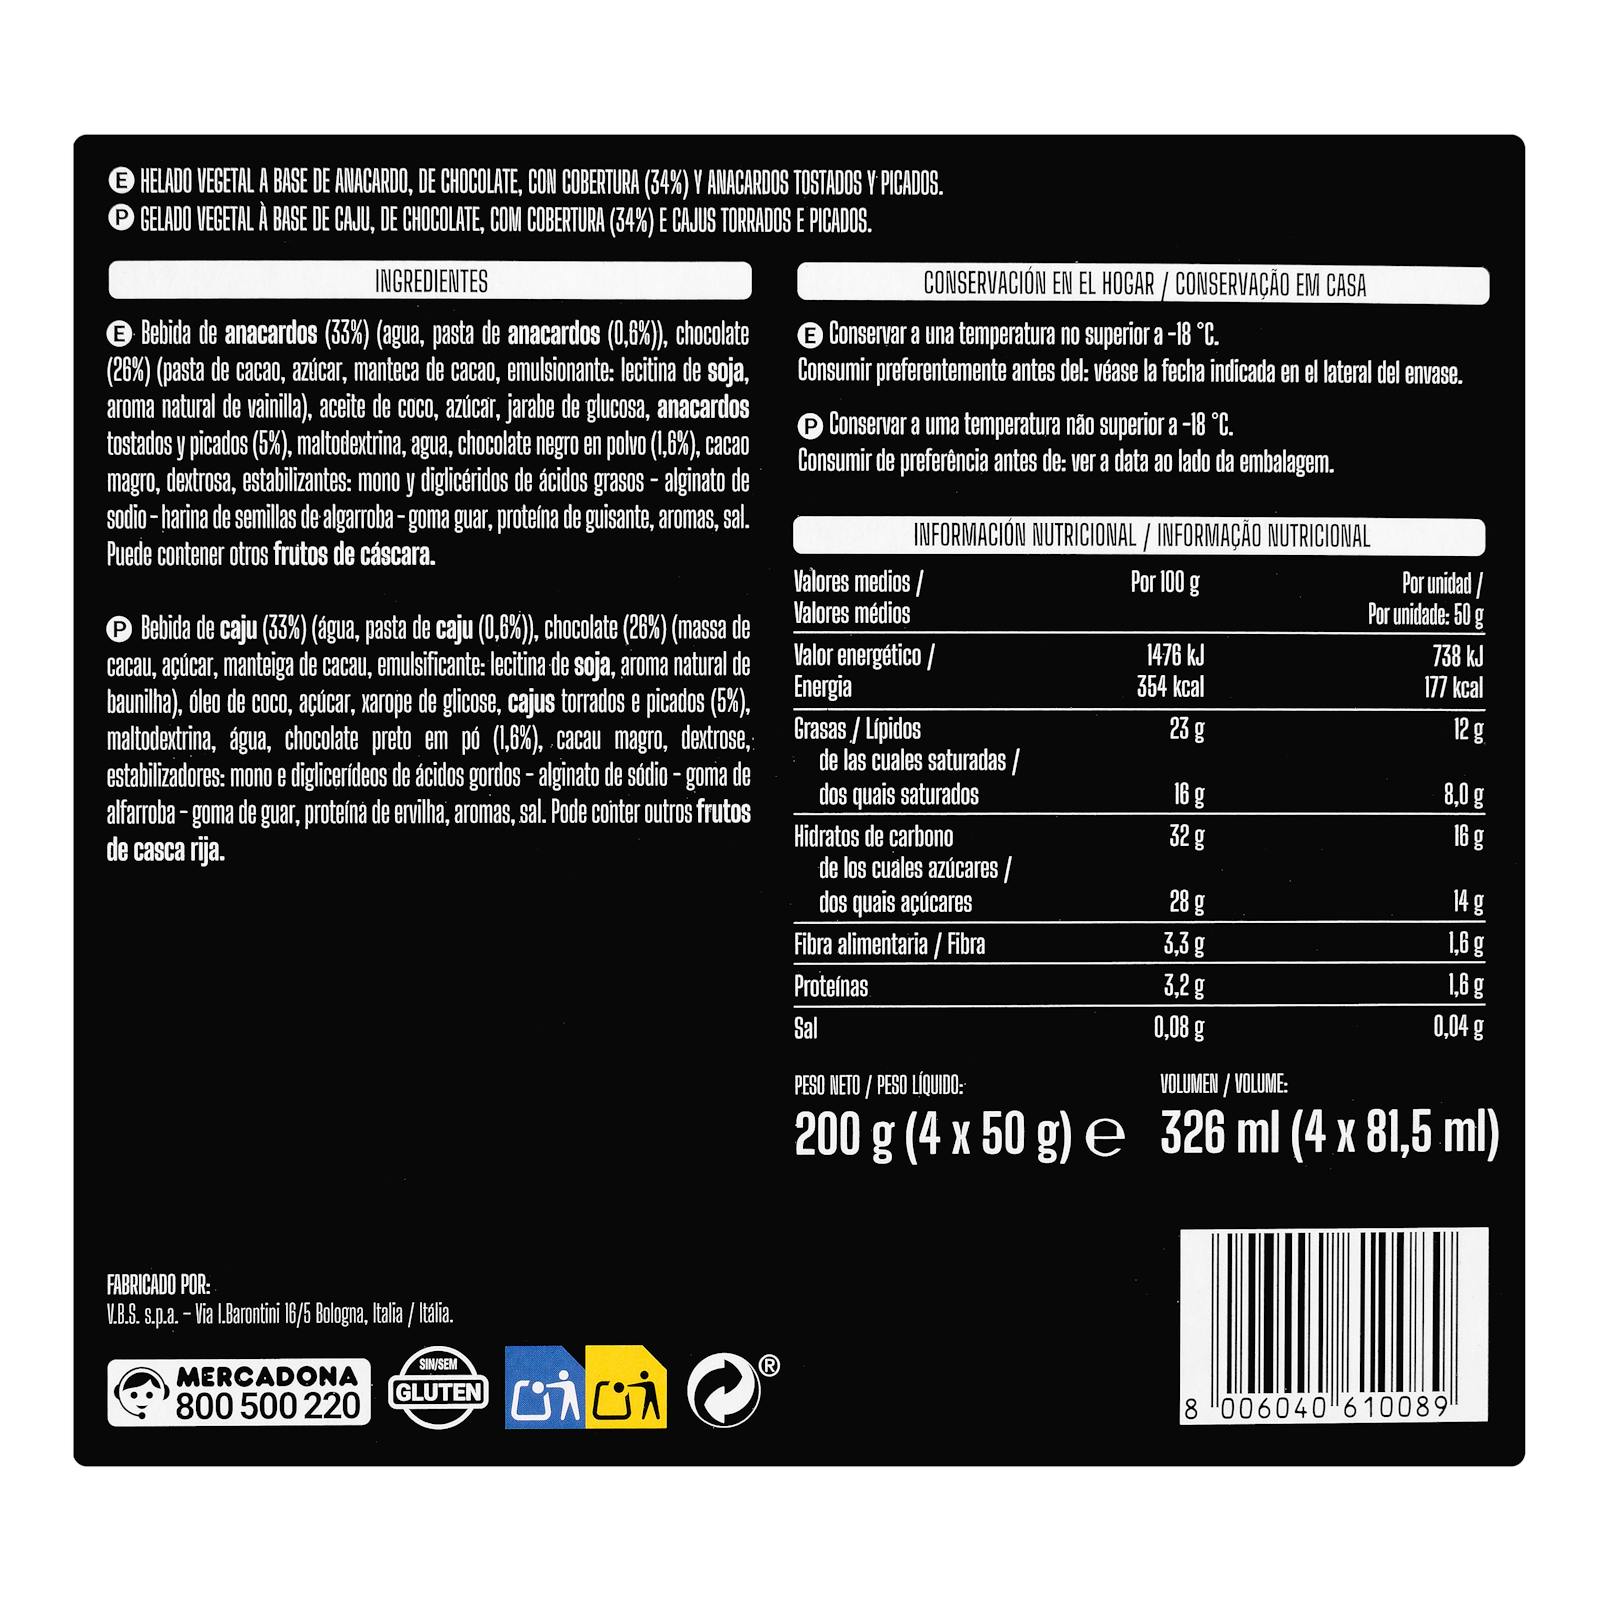 E HELADO VEGETAL A BASE DE ANACARDO, DE CHOCOLATE, CON COBERTURA (34%) Y ANACARDOS TOSTADOS Y PICADOS.
P GELADO VEGETAL À BASE DE CAJU, DE CHOCOLATE, COM COBERTURA (34%) E CAJUS TORRADOS E PICADOS.
INGREDIENTES
E Bebida de anacardos (33%) (agua, pasta de anacardos (0,6%)), chocolate
(26%) (pasta de cacao, azúcar, manteca de cacao, emulsionante: lecitina de soja,
aroma natural de vainilla), aceite de coco, azúcar, jarabe de glucosa, anacardos
tostados y picados (5%), maltodextrina, agua, chocolate negro en polvo (1,6%), cacao
magro, dextrosa, estabilizantes: mono y diglicéridos de ácidos grasos - alginato de
sodio - harina de semillas de algarroba - goma guar, proteína de guisante, aromas, sal.
Puede contener otros frutos de cáscara.
P Bebida de caju (33%) (água, pasta de caju (0,6%)), chocolate (26%) (massa de
cacau, açúcar, manteiga de cacau, emulsificante: lecitina de soja, aroma natural de
baunilha), óleo de coco, açúcar, xarope de glicose, cajus torrados e picados (5%),
maltodextrina, água, chocolate preto em pó (1,6%), cacau magro, dextrose,
estabilizadores: mono e diglicerídeos de ácidos gordos - alginato de sódio - goma de
alfarroba - goma de guar, proteína de ervilha, aromas, sal. Pode conter outros frutos
de casca rija.
CONSERVACIÓN EN EL HOGAR / CONSERVAÇÃO EM CASA
E Conservar a una temperatura no superior a -18 °C.
Consumir preferentemente antes del: véase la fecha indicada en el lateral del envase.
P Conservar a uma temperatura não superior a -18 °C.
Consumir de preferência antes de: ver a data ao lado da embalagem.
INFORMACIÓN NUTRICIONAL / INFORMAÇÃO NUTRICIONAL
Valores medios / Por 100 g Por unidad /
Valores médios Por unidade: 50 g
Valor energético / 1476 kJ 738 kJ
Energia 354 kcal 177 kcal
Grasas / Lípidos 23 g 12 g
de las cuales saturadas /
dos quais saturados 16 g 8,0 g
Hidratos de carbono 32 g 16 g
de los cuales azúcares /
dos quais açúcares 28 g 14 g
Fibra alimentaria / Fibra 3,3 g 1,6 g
Proteínas 3,2 g 1,6 g
Sal 0,08 g 0,04 g
PESO NETO / PESO LÍQUIDO: VOLUMEN / VOLUME:
200 g (4 x 50 g) ℮ 326 ml (4 x 81,5 ml)
FABRICADO POR:
V.B.S. s.p.a. - Via I.Barontini 16/5 Bologna, Italia / Itália.
MERCADONA
800 500 220
SIN/SEM
GLUTEN
®
8 006040 610089